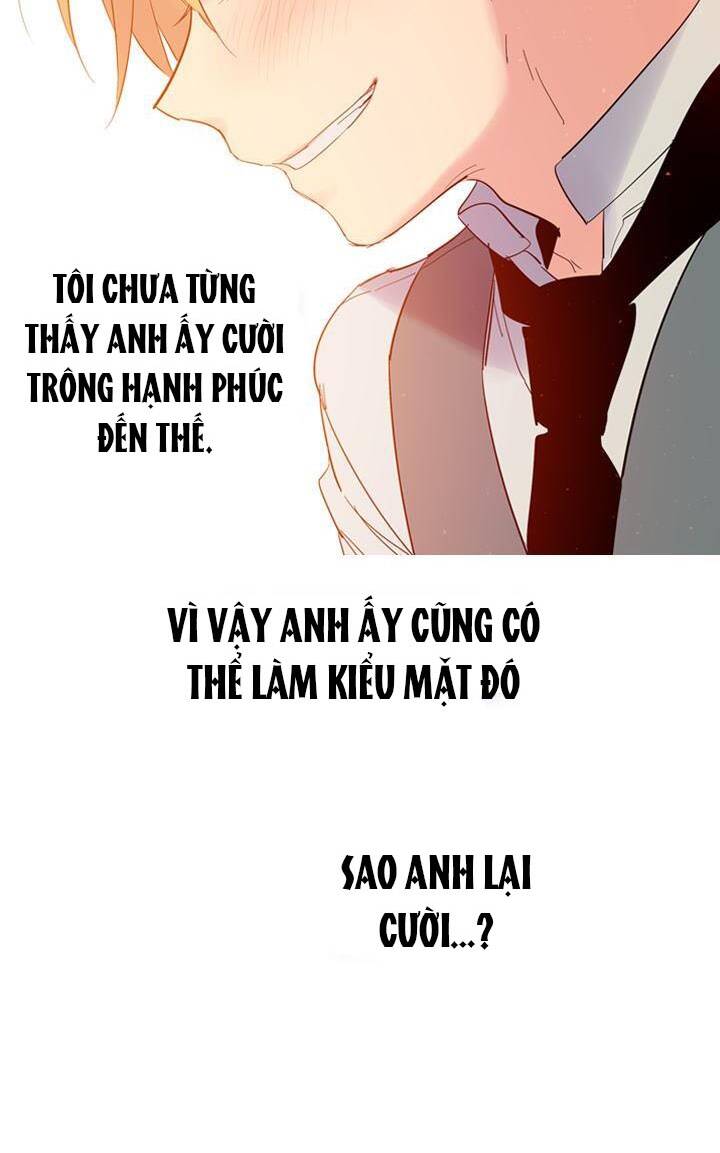 TÔI CHƯA TỪNG
THẤY ANH ẤY CƯỜI
TRÔNG HẠNH PHÚC
ĐẾN THẾ.
VÌ VẬY ANH ẤY CŨNG CÓ
THỂ LÀM KIỂU MẶT ĐÓ
SAO ANH LẠI
CƯỜI...?